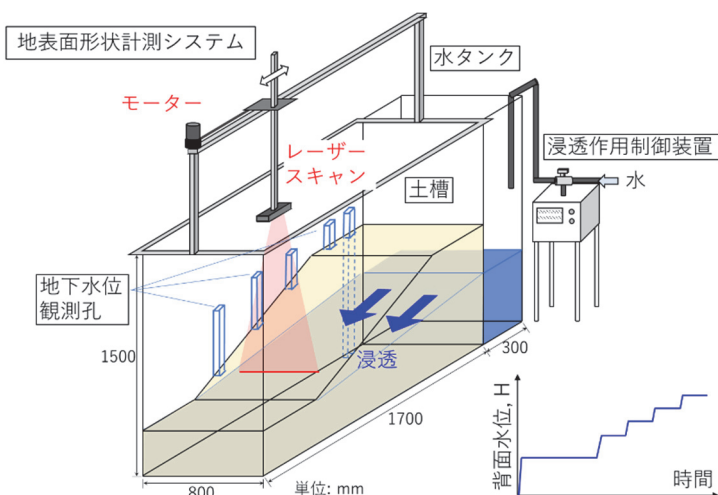 地表面形状計測システム
モーター
水タンク
浸透作用制御装置
水
レーザー
スキャン
土槽
地下水位
観測孔
浸透
1500
300
1700
800
単位: mm
背面水位, H
時間